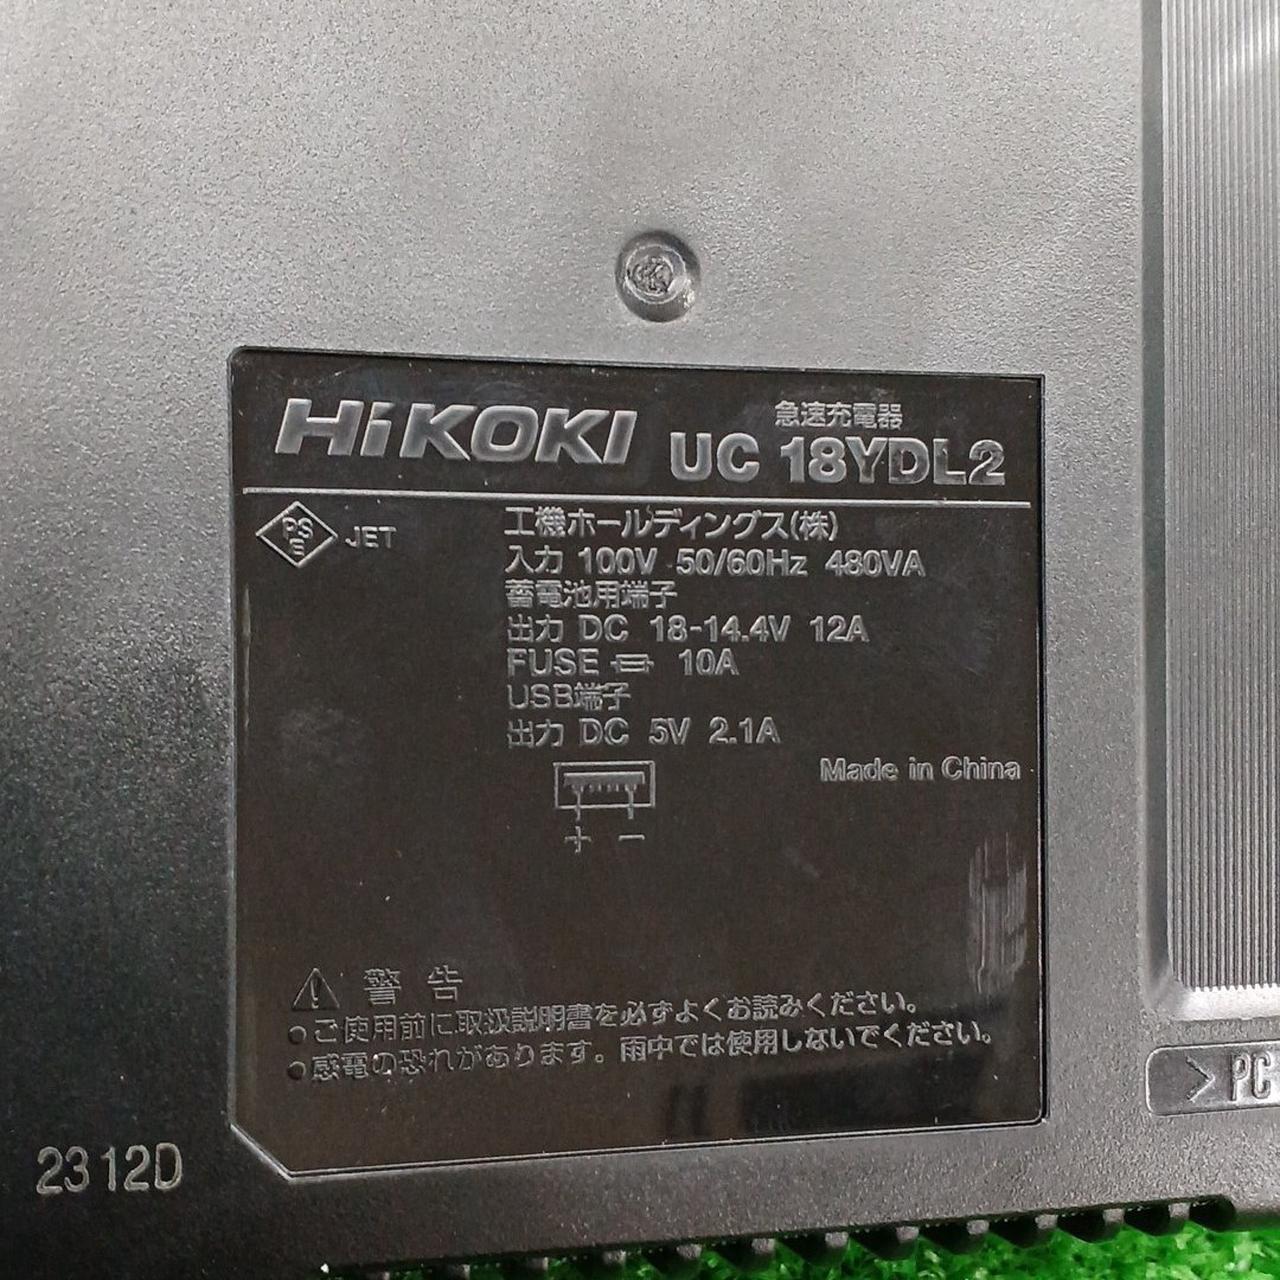 HiKOKI
急速充電器
UC 18YDL2
PSE JET
工機ホールディングス(株)
入力 100V 50/60Hz 480VA
蓄電池用端子
出力 DC 18-14.4V 12A
FUSE 10A
USB端子
出力 DC 5V 2.1A
Made in China
+ −
⚠ 警告
●ご使用前に取扱説明書を必ずよくお読みください。
●感電の恐れがあります。雨中では使用しないでください。
>PC
2312D